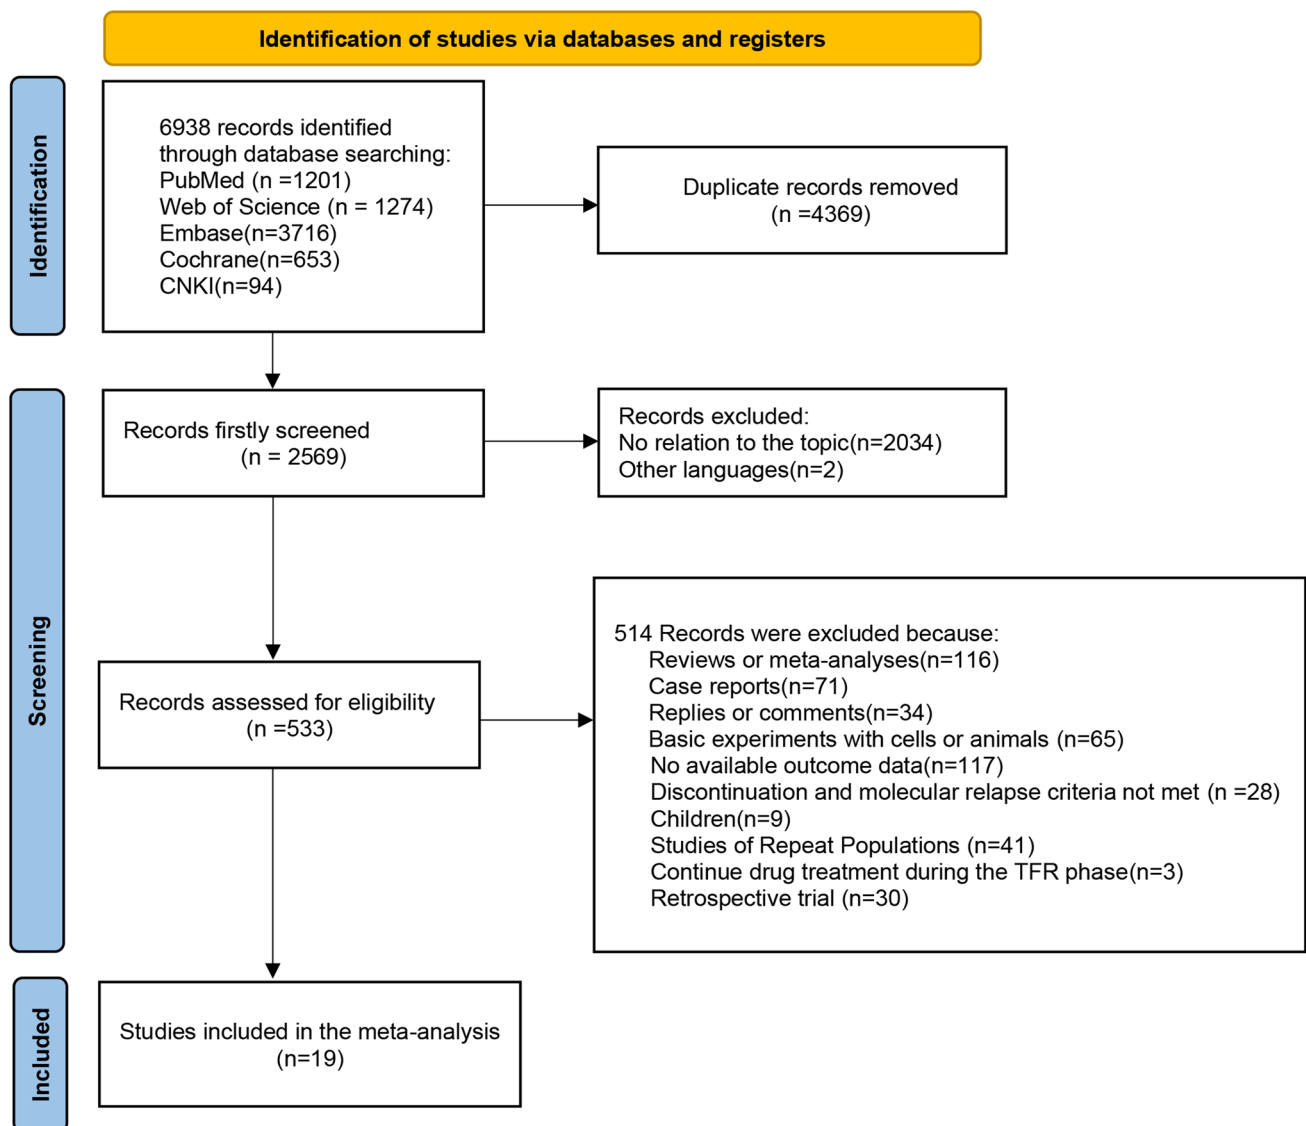 Identification of studies via databases and registers
Identification
6938 records identified
through database searching:
PubMed (n =1201)
Web of Science (n = 1274)
Embase(n=3716)
Cochrane(n=653)
CNKI(n=94)
Duplicate records removed
(n =4369)
Screening
Records firstly screened
(n = 2569)
Records excluded:
No relation to the topic(n=2034)
Other languages(n=2)
Records assessed for eligibility
(n =533)
514 Records were excluded because:
Reviews or meta-analyses(n=116)
Case reports(n=71)
Replies or comments(n=34)
Basic experiments with cells or animals (n=65)
No available outcome data(n=117)
Discontinuation and molecular relapse criteria not met (n =28)
Children(n=9)
Studies of Repeat Populations (n=41)
Continue drug treatment during the TFR phase(n=3)
Retrospective trial (n=30)
Included
Studies included in the meta-analysis
(n=19)